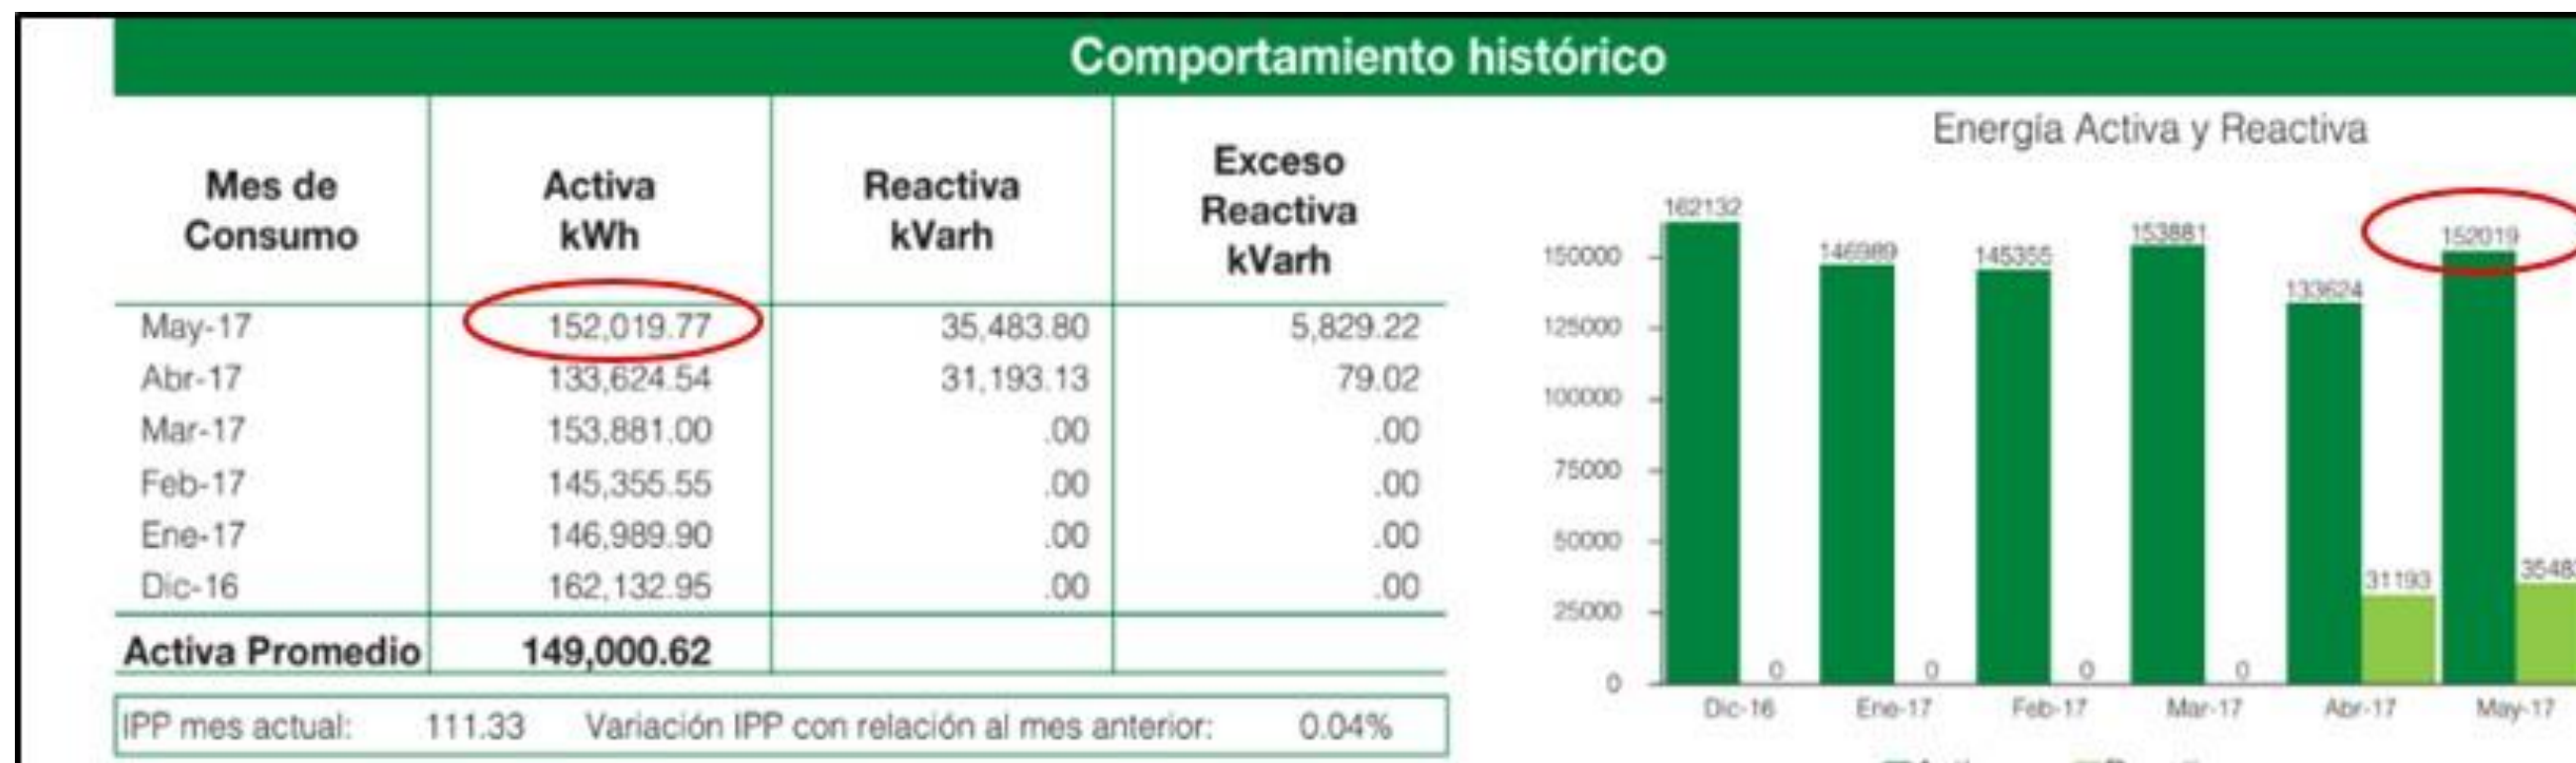 Comportamiento histórico
Mes de Consumo Activa kWh Reactiva kVarh Exceso Reactiva kVarh
May-17 152,019.77 35,483.80 5,829.22
Abr-17 133,624.54 31,193.13 79.02
Mar-17 153,881.00 .00 .00
Feb-17 145,355.55 .00 .00
Ene-17 146,989.90 .00 .00
Dic-16 162,132.95 .00 .00
Activa Promedio 149,000.62
IPP mes actual: 111.33 Variación IPP con relación al mes anterior: 0.04%
Energía Activa y Reactiva
162132 146989 145355 153881 133624 152019
150000
125000
100000
75000
50000
25000
0
0 0 0 0 31193 3548
Dic-16 Ene-17 Feb-17 Mar-17 Abr-17 May-17